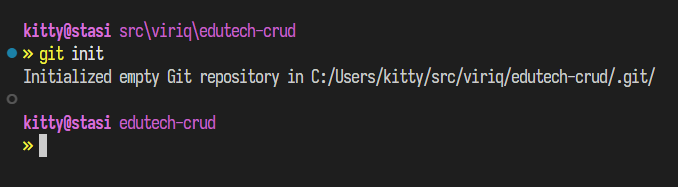 kitty@stasi src\viriq\edutech-crud
» git init
Initialized empty Git repository in C:/Users/kitty/src/viriq/edutech-crud/.git/
kitty@stasi edutech-crud
»